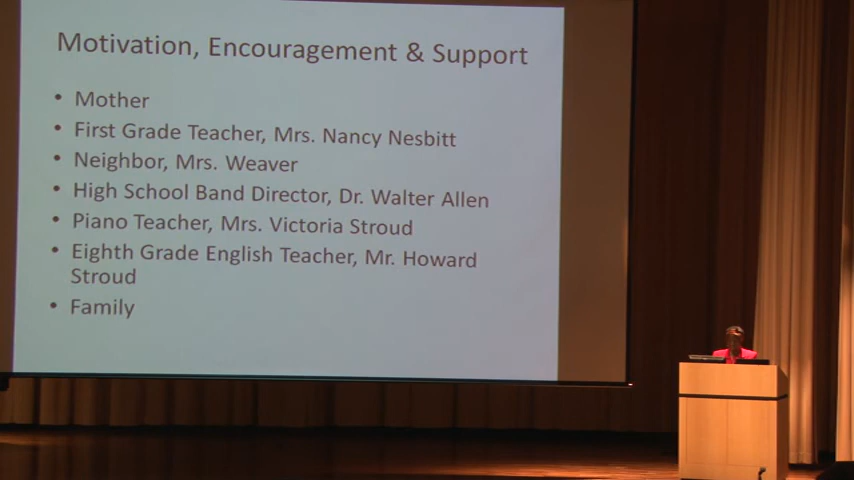 Motivation, Encouragement & Support
• Mother
• First Grade Teacher, Mrs. Nancy Nesbitt
• Neighbor, Mrs. Weaver
• High School Band Director, Dr. Walter Allen
• Piano Teacher, Mrs. Victoria Stroud
• Eighth Grade English Teacher, Mr. Howard
Stroud
• Family